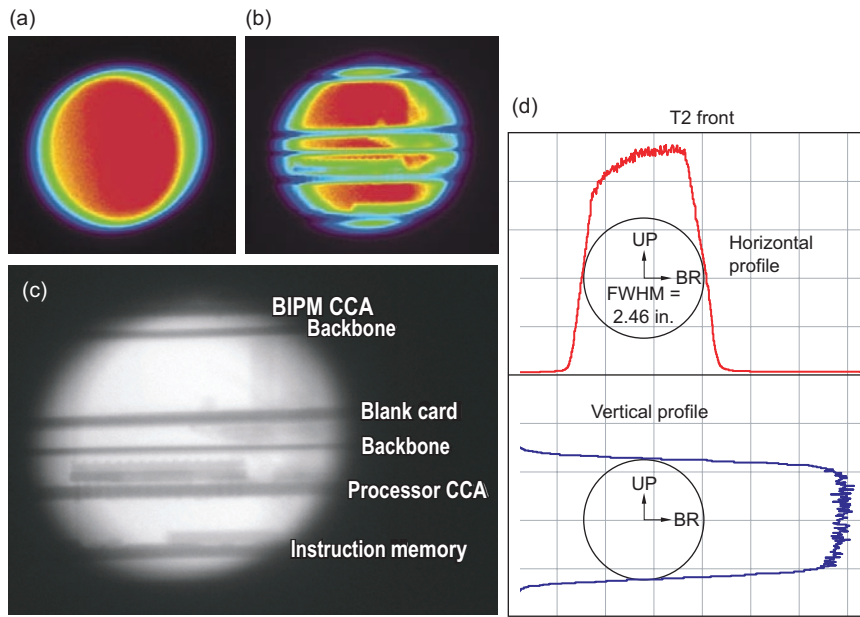 (a)
(b)
(c)
BIPM CCA
Backbone
Blank card
Backbone
Processor CCA
Instruction memory
(d)
T2 front
UP
BR
FWHM =
2.46 in.
Horizontal
profile
Vertical profile
UP
BR